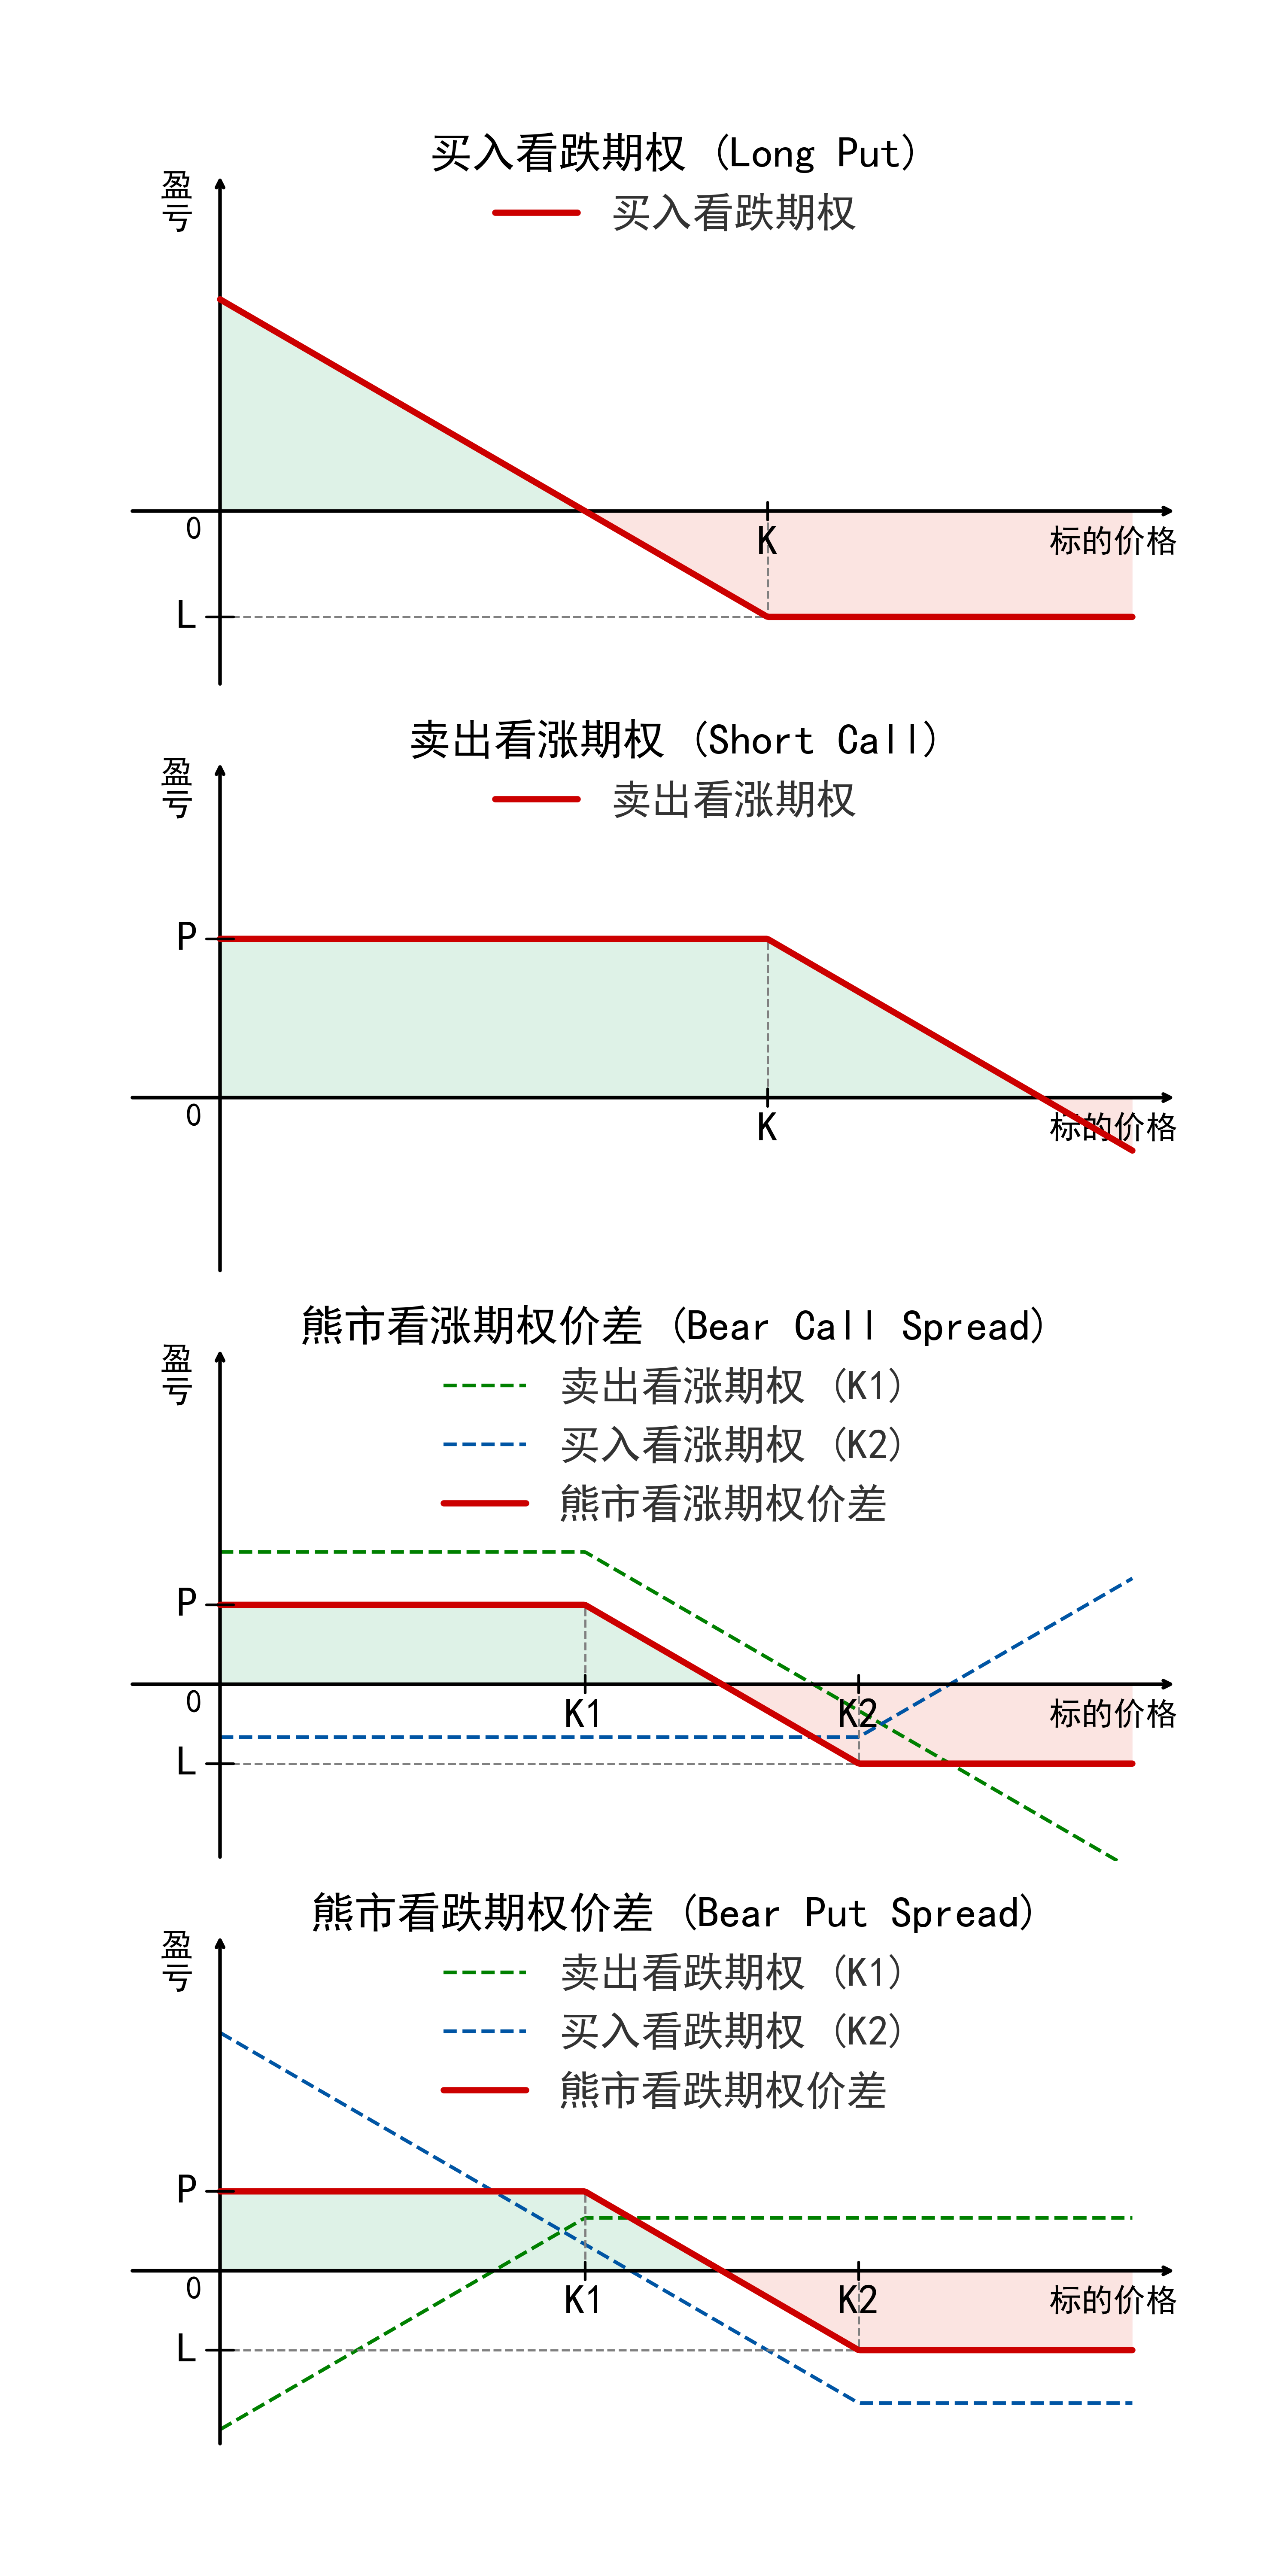 买入看跌期权 (Long Put)
盈
亏
买入看跌期权
0
K
标的价格
L
卖出看涨期权 (Short Call)
盈
亏
卖出看涨期权
P
0
K
标的价格
熊市看涨期权价差 (Bear Call Spread)
盈
亏
卖出看涨期权 (K1)
买入看涨期权 (K2)
熊市看涨期权价差
P
0
K1
K2
标的价格
L
熊市看跌期权价差 (Bear Put Spread)
盈
亏
卖出看跌期权 (K1)
买入看跌期权 (K2)
熊市看跌期权价差
P
0
K1
K2
标的价格
L